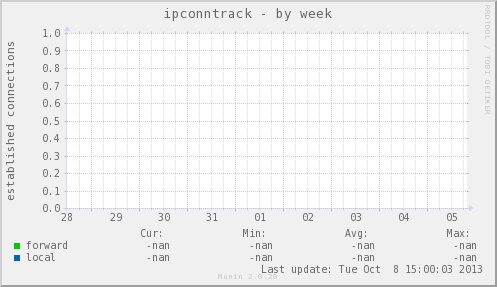 ipconntrack - by week
RRDTOOL / TOBI OETIKER
established connections
1.0
0.9
0.8
0.7
0.6
0.5
0.4
0.3
0.2
0.1
0.0
28 29 30 31 01 02 03 04 05
Cur: Min: Avg: Max:
forward -nan -nan -nan -nan
local -nan -nan -nan -nan
Last update: Tue Oct 8 15:00:03 2013
Munin 2.0.20